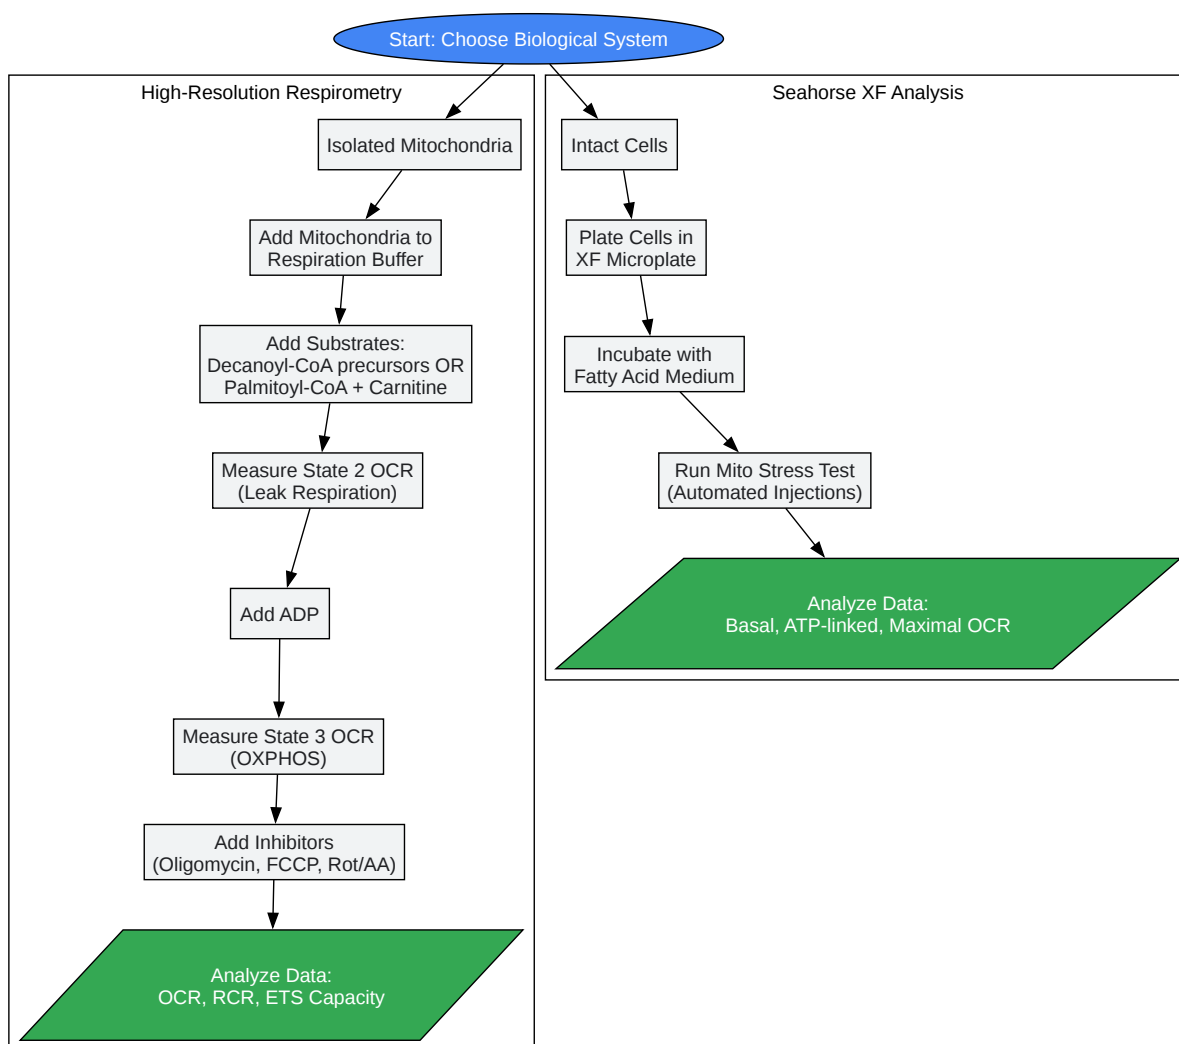 Start: Choose Biological System
High-Resolution Respirometry
Isolated Mitochondria
Add Mitochondria to
Respiration Buffer
Add Substrates:
Decanoyl-CoA precursors OR
Palmitoyl-CoA + Carnitine
Measure State 2 OCR
(Leak Respiration)
Add ADP
Measure State 3 OCR
(OXPHOS)
Add Inhibitors
(Oligomycin, FCCP, Rot/AA)
Analyze Data:
OCR, RCR, ETS Capacity
Seahorse XF Analysis
Intact Cells
Plate Cells in
XF Microplate
Incubate with
Fatty Acid Medium
Run Mito Stress Test
(Automated Injections)
Analyze Data:
Basal, ATP-linked, Maximal OCR